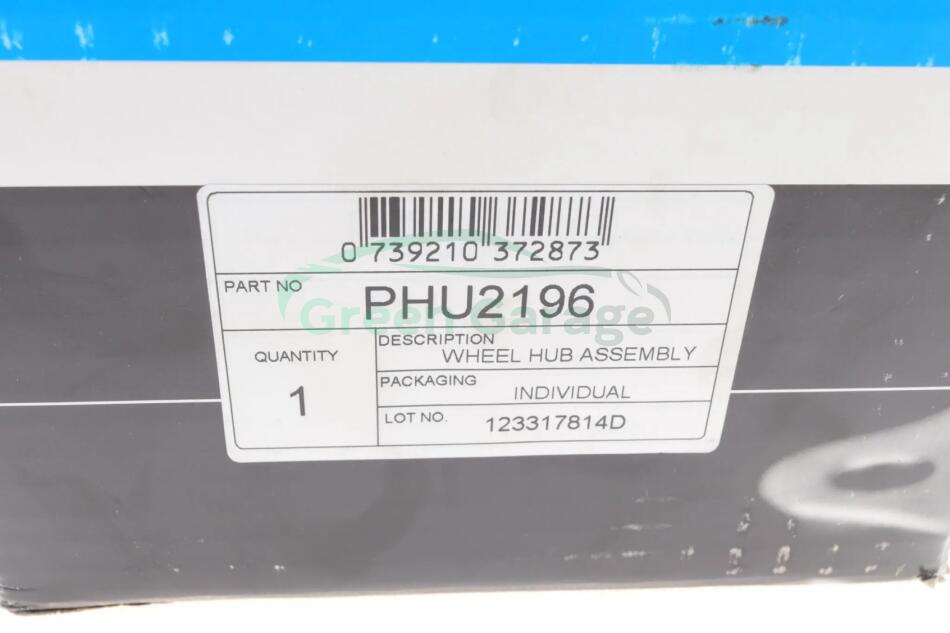 0 739210 372873
PART NO
PHU2196
Green Garage
QUANTITY
1
DESCRIPTION
WHEEL HUB ASSEMBLY
PACKAGING
INDIVIDUAL
LOT NO.
123317814D